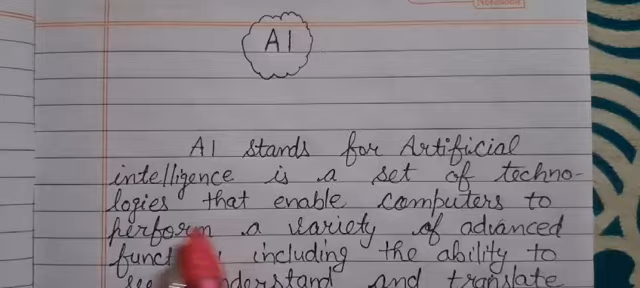 AI
AI stands for Artificial
intelligence is a set of techno-
logies that enable computers to
perform a variety of advanced
including the ability to
and translate